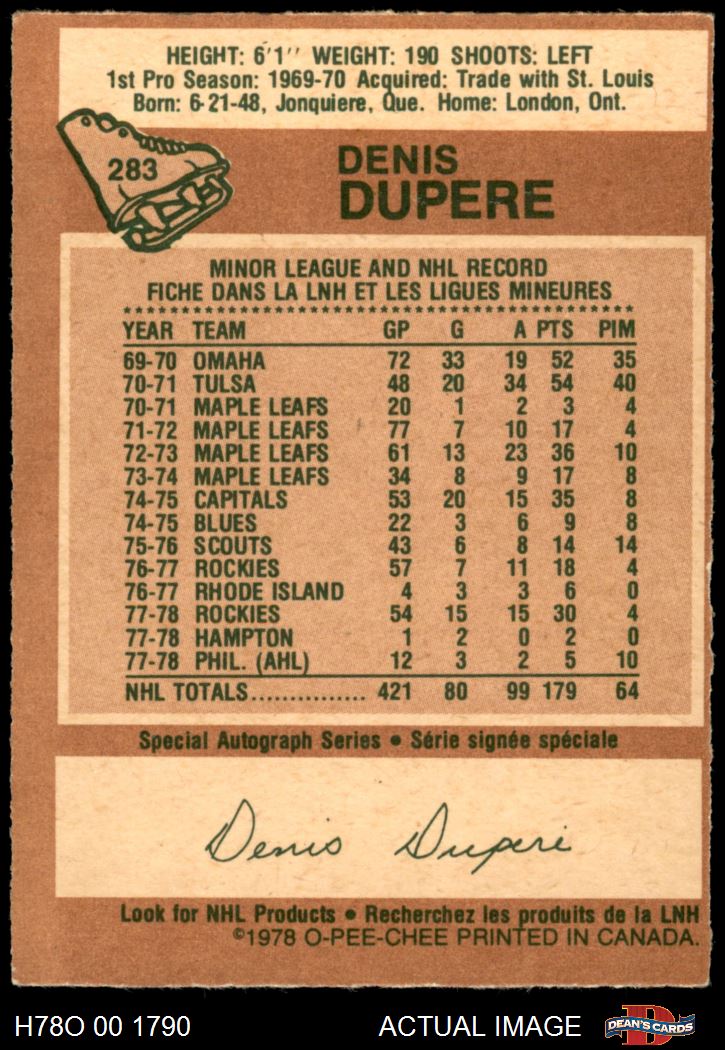 HEIGHT: 6'1'' WEIGHT: 190 SHOOTS: LEFT
1st Pro Season: 1969-70 Acquired: Trade with St. Louis
Born: 6-21-48, Jonquiere, Que. Home: London, Ont.
283
DENIS
DUPERE
MINOR LEAGUE AND NHL RECORD
FICHE DANS LA LNH ET LES LIGUES MINEURES
YEAR TEAM GP G A PTS PIM
69-70 OMAHA 72 33 19 52 35
70-71 TULSA 48 20 34 54 40
70-71 MAPLE LEAFS 20 1 2 3 4
71-72 MAPLE LEAFS 77 7 10 17 4
72-73 MAPLE LEAFS 61 13 23 36 10
73-74 MAPLE LEAFS 34 8 9 17 8
74-75 CAPITALS 53 20 15 35 8
74-75 BLUES 22 3 6 9 8
75-76 SCOUTS 43 6 8 14 14
76-77 ROCKIES 57 7 11 18 4
76-77 RHODE ISLAND 4 3 3 6 0
77-78 ROCKIES 54 15 15 30 4
77-78 HAMPTON 1 2 0 2 0
77-78 PHIL. (AHL) 12 3 2 5 10
NHL TOTALS............... 421 80 99 179 64
Special Autograph Series • Série signée spéciale
Denis Duperé
Look for NHL Products • Recherchez les produits de la LNH
©1978 O-PEE-CHEE PRINTED IN CANADA.
H78O 00 1790 ACTUAL IMAGE D DEAN'S CARDS